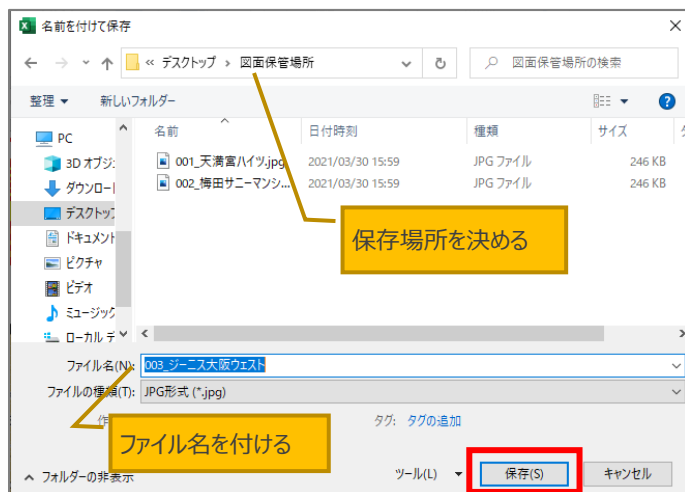 名前を付けて保存
« デスクトップ › 図面保管場所
図面保管場所の検索
整理 ▼ 新しいフォルダー
PC
3D オブジ:
ダウンロー
デスクトップ
ドキュメント
ピクチャ
ビデオ
ミュージック
ローカル デ
名前 日付時刻 種類 サイズ
001_天満宮ハイツ.jpg 2021/03/30 15:59 JPG ファイル 246 KB
002_梅田サニーマンシ... 2021/03/30 15:59 JPG ファイル 246 KB
保存場所を決める
ファイル名(N): 003_ジーニス大阪ウェスト
ファイルの種類(T): JPG形式 (*.jpg)
タグ: タグの追加
ファイル名を付ける
フォルダーの非表示
ツール(L) ▼ 保存(S) キャンセル